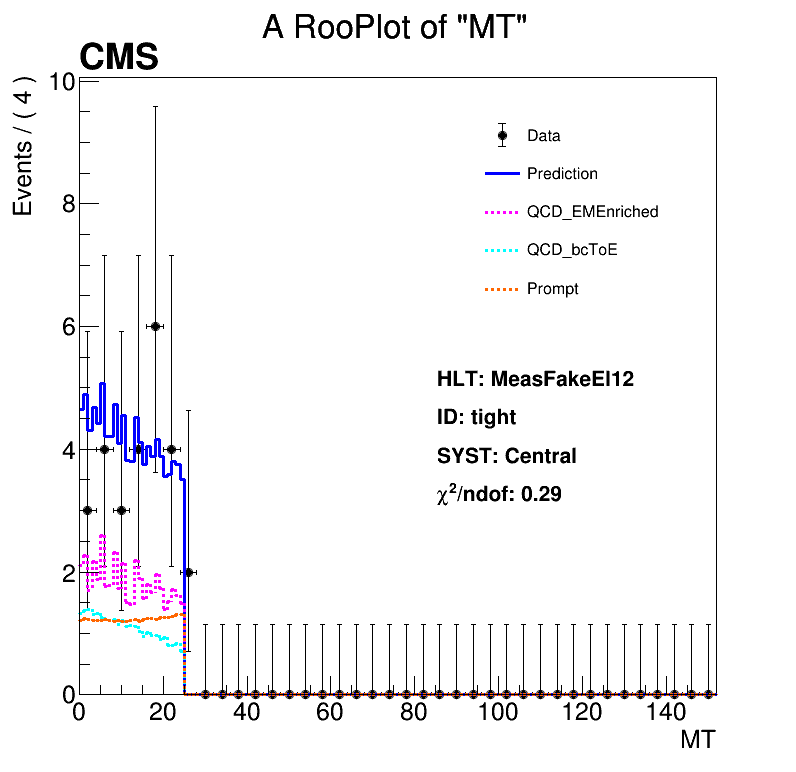 A RooPlot of "MT"
CMS
Events / ( 4 )
10
8
6
4
2
0
Data
Prediction
QCD_EMEnriched
QCD_bcToE
Prompt
HLT: MeasFakeEl12
ID: tight
SYST: Central
χ²/ndof: 0.29
0 20 40 60 80 100 120 140
MT